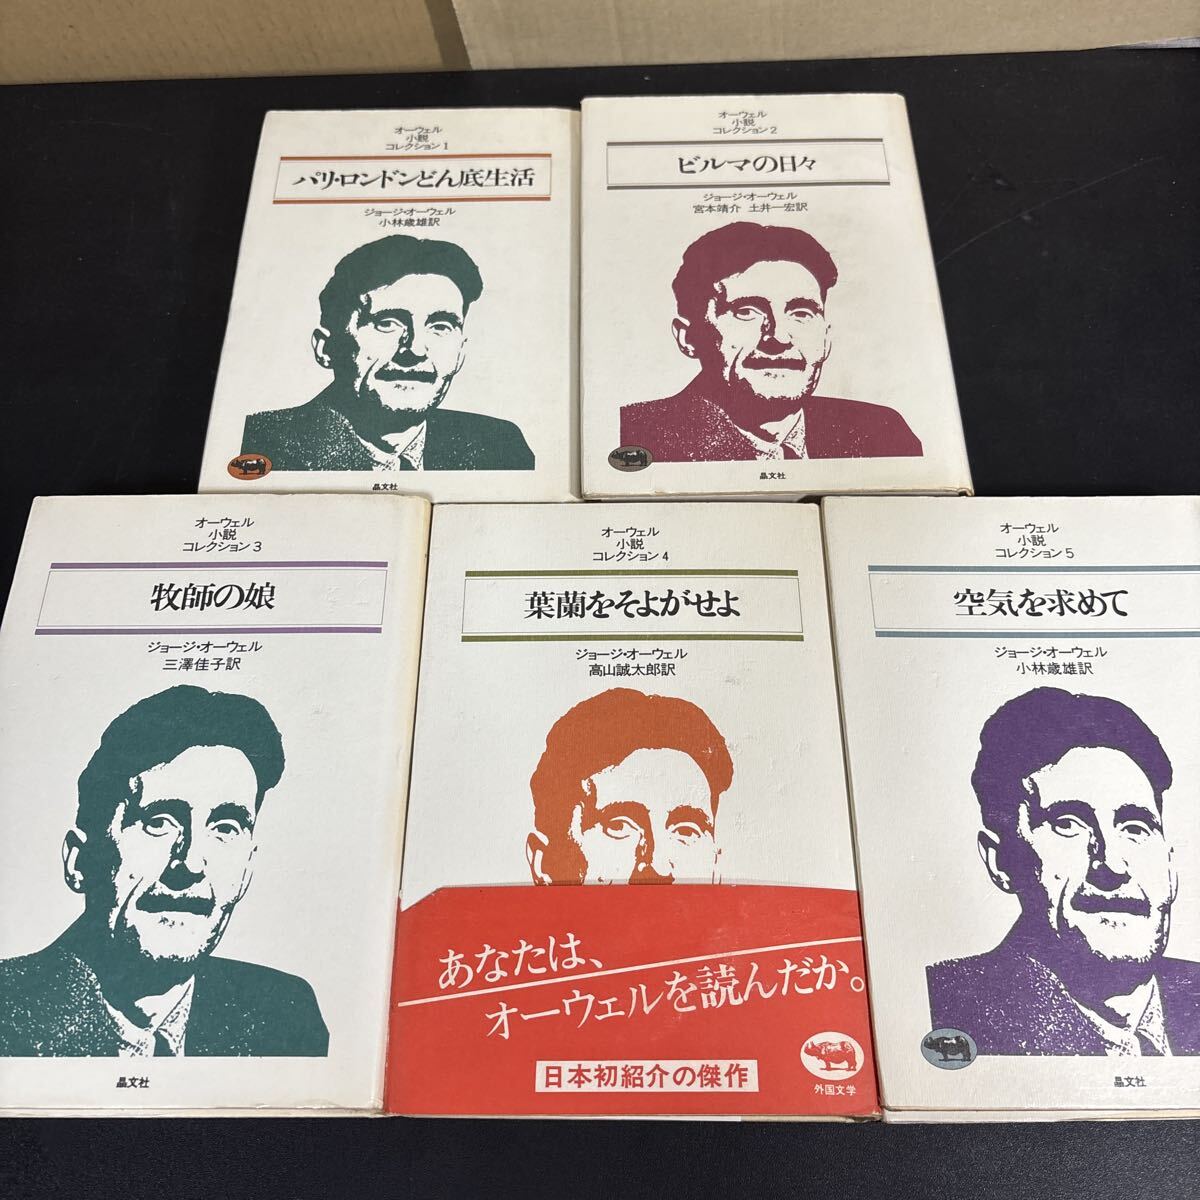 オーウェル
小説
コレクション1
パリ・ロンドンどん底生活
ジョージ・オーウェル
小林歳雄訳
晶文社
オーウェル
小説
コレクション2
ビルマの日々
ジョージ・オーウェル
宮本靖介 土井一宏訳
晶文社
オーウェル
小説
コレクション3
牧師の娘
ジョージ・オーウェル
三澤佳子訳
晶文社
オーウェル
小説
コレクション4
葉蘭をそよがせよ
ジョージ・オーウェル
高山誠太郎訳
あなたは、
オーウェルを読んだか。
日本初紹介の傑作
外国文学
オーウェル
小説
コレクション5
空気を求めて
ジョージ・オーウェル
小林歳雄訳
晶文社